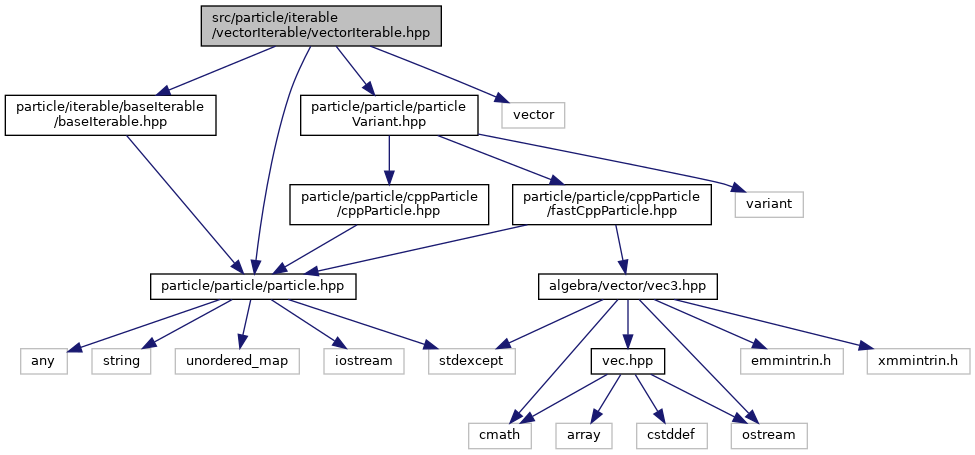 src/particle/iterable
/vectorIterable/vectorIterable.hpp
particle/iterable/baseIterable
/baseIterable.hpp
particle/particle/particle
Variant.hpp
vector
particle/particle/cppParticle
/cppParticle.hpp
particle/particle/cppParticle
/fastCppParticle.hpp
variant
particle/particle/particle.hpp
algebra/vector/vec3.hpp
any
string
unordered_map
iostream
stdexcept
vec.hpp
emmintrin.h
xmmintrin.h
cmath
array
cstddef
ostream